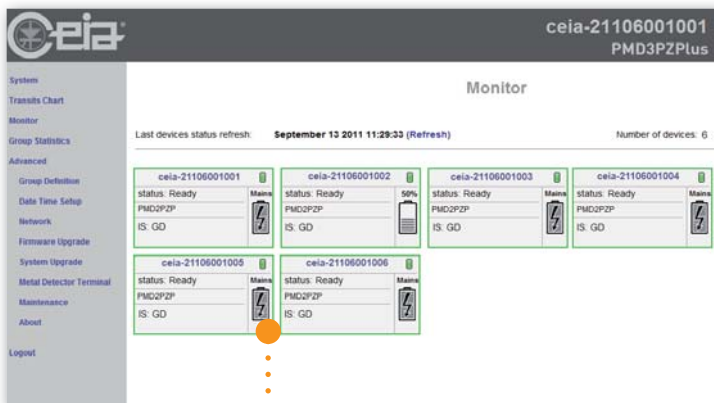 Ceia
ceia-21106001001
PMD3PZPlus
System
Transits Chart
Monitor
Group Statistics
Advanced
Group Definition
Date Time Setup
Network
Firmware Upgrade
System Upgrade
Metal Detector Terminal
Maintenance
About
Logout
Monitor
Last devices status refresh: September 13 2011 11:29:33 (Refresh) Number of devices: 6
ceia-21106001001
status: Ready Mains
PMD2PZP
IS: GD
ceia-21106001002
status: Ready 50%
PMD2PZP
IS: GD
ceia-21106001003
status: Ready Mains
PMD2PZP
IS: GD
ceia-21106001004
status: Ready Mains
PMD2PZP
IS: GD
ceia-21106001005
status: Ready Mains
PMD2PZP
IS: GD
ceia-21106001006
status: Ready Mains
PMD2PZP
IS: GD